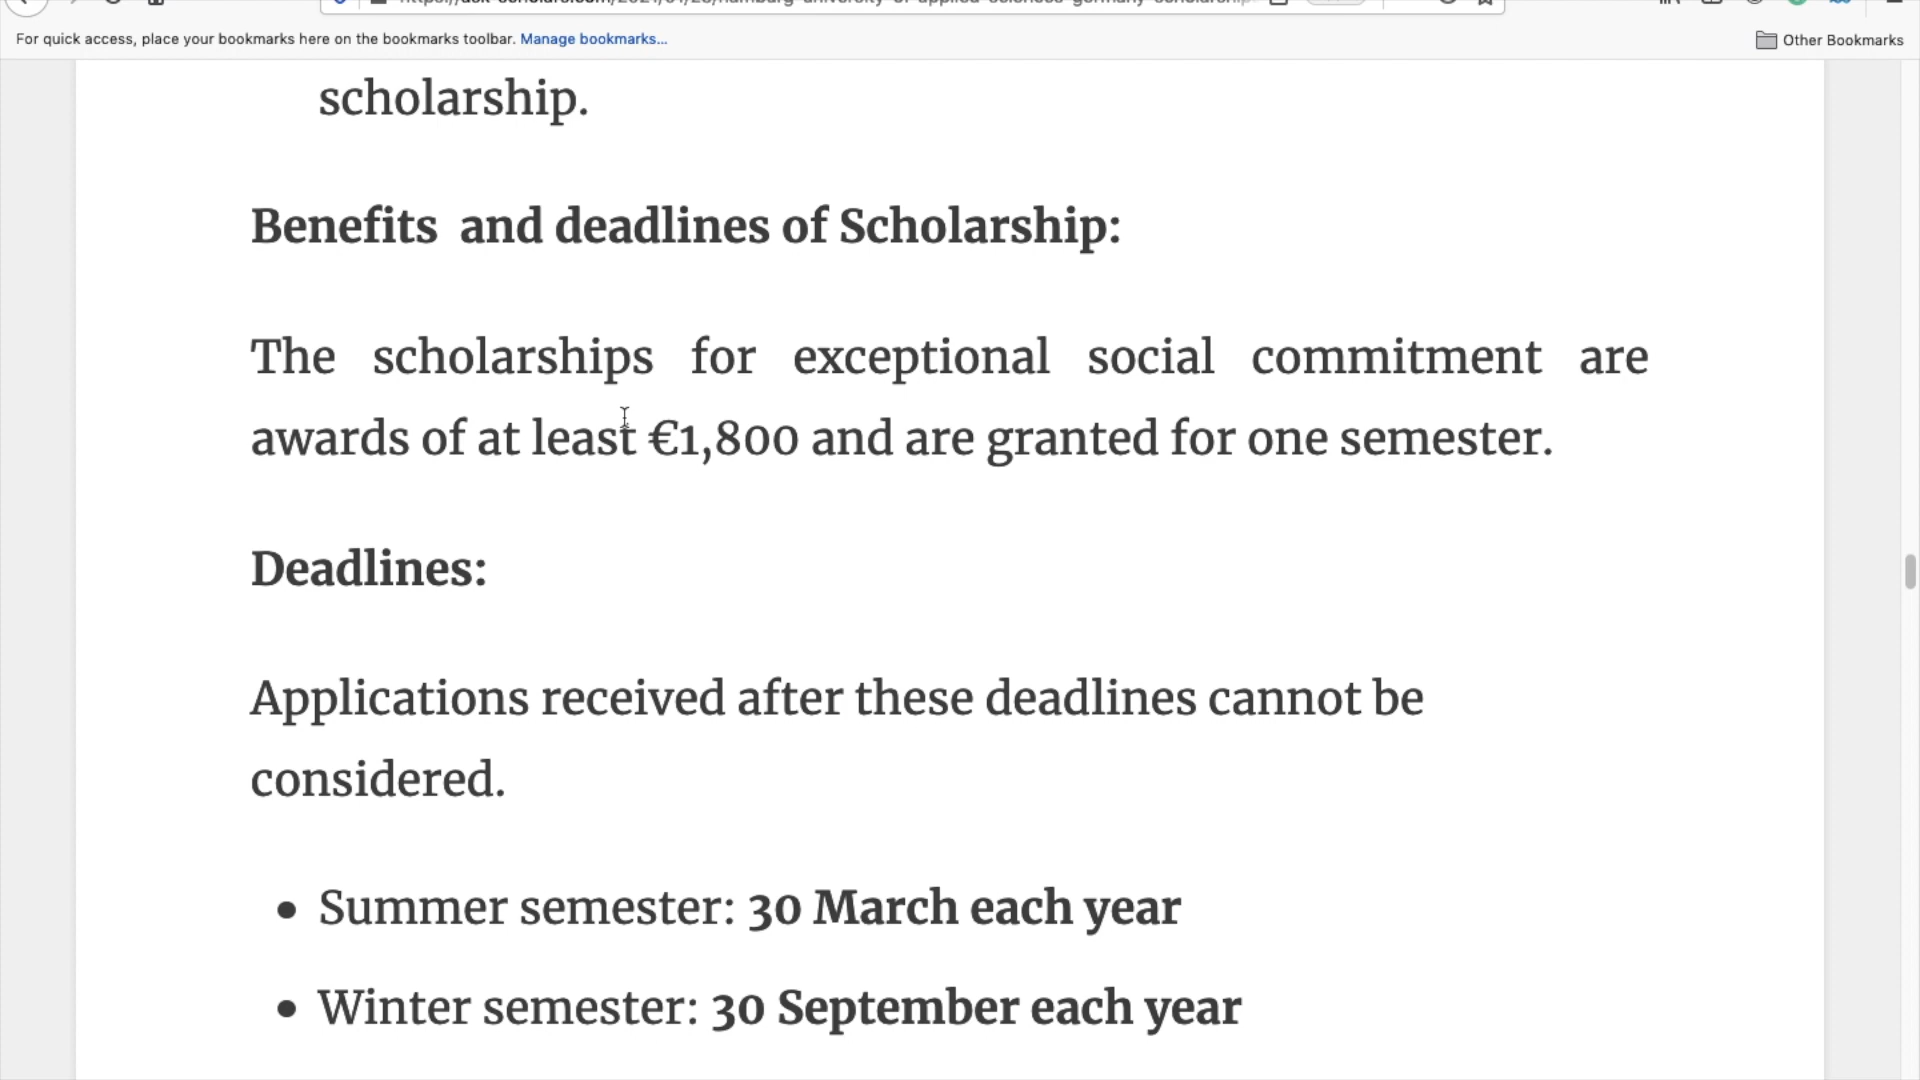 For quick access, place your bookmarks here on the bookmarks toolbar. Manage bookmarks...
Other Bookmarks
scholarship.
Benefits and deadlines of Scholarship:
The scholarships for exceptional social commitment are
awards of at least €1,800 and are granted for one semester.
Deadlines:
Applications received after these deadlines cannot be
considered.
• Summer semester: 30 March each year
• Winter semester: 30 September each year